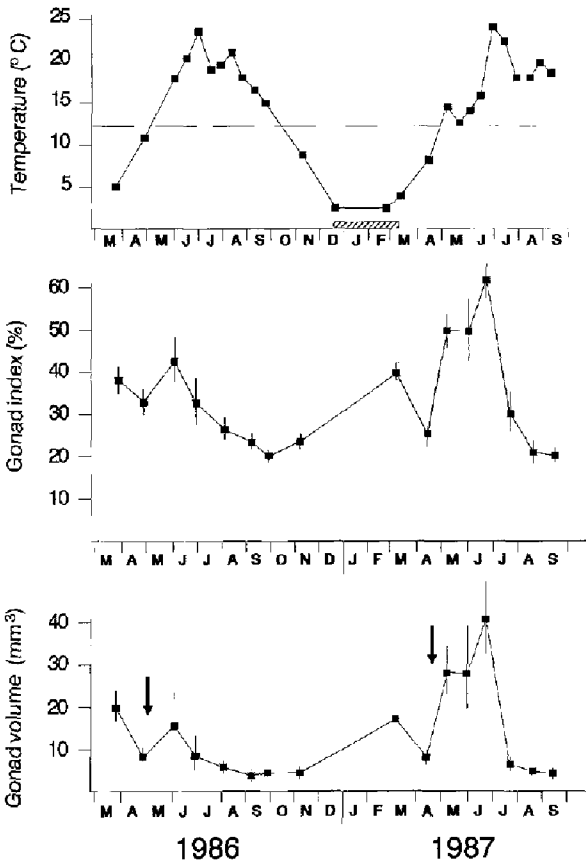 Temperature (° C)
25
20
15
10
5
M A M J J A S O N D J F M A M J J A S
Gonad index (%)
60
50
40
30
20
10
M A M J J A S O N D J F M A M J J A S
Gonad volume (mm³)
40
30
20
10
M A M J J A S O N D J F M A M J J A S
1986 1987